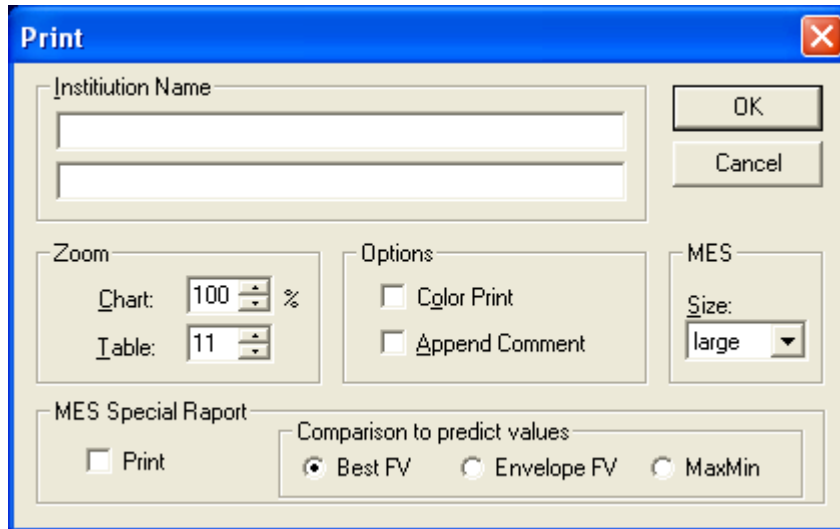 Print
Institiution Name
OK
Cancel
Zoom
Chart: 100 %
Table: 11
Options
Color Print
Append Comment
MES
Size:
large
MES Special Raport
Print
Comparison to predict values
Best FV Envelope FV MaxMin